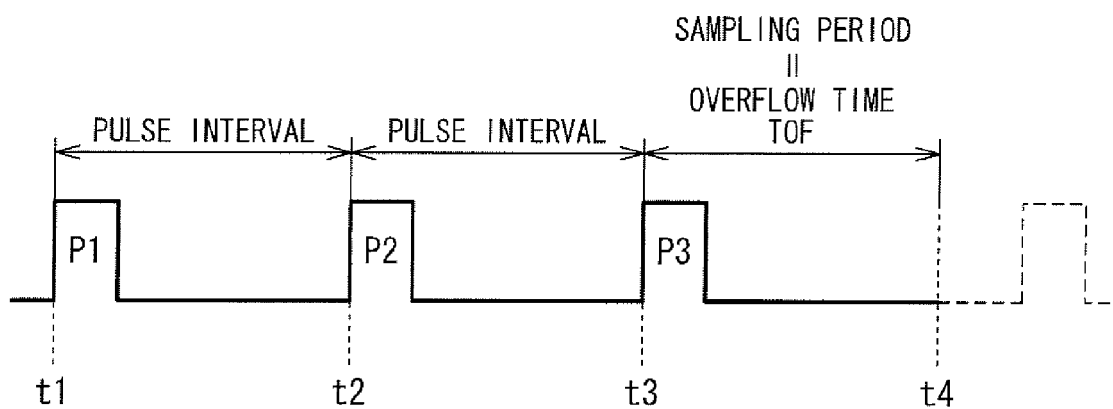 SAMPLING PERIOD
=
OVERFLOW TIME
TOF
PULSE INTERVAL PULSE INTERVAL
P1 P2 P3
t1 t2 t3 t4